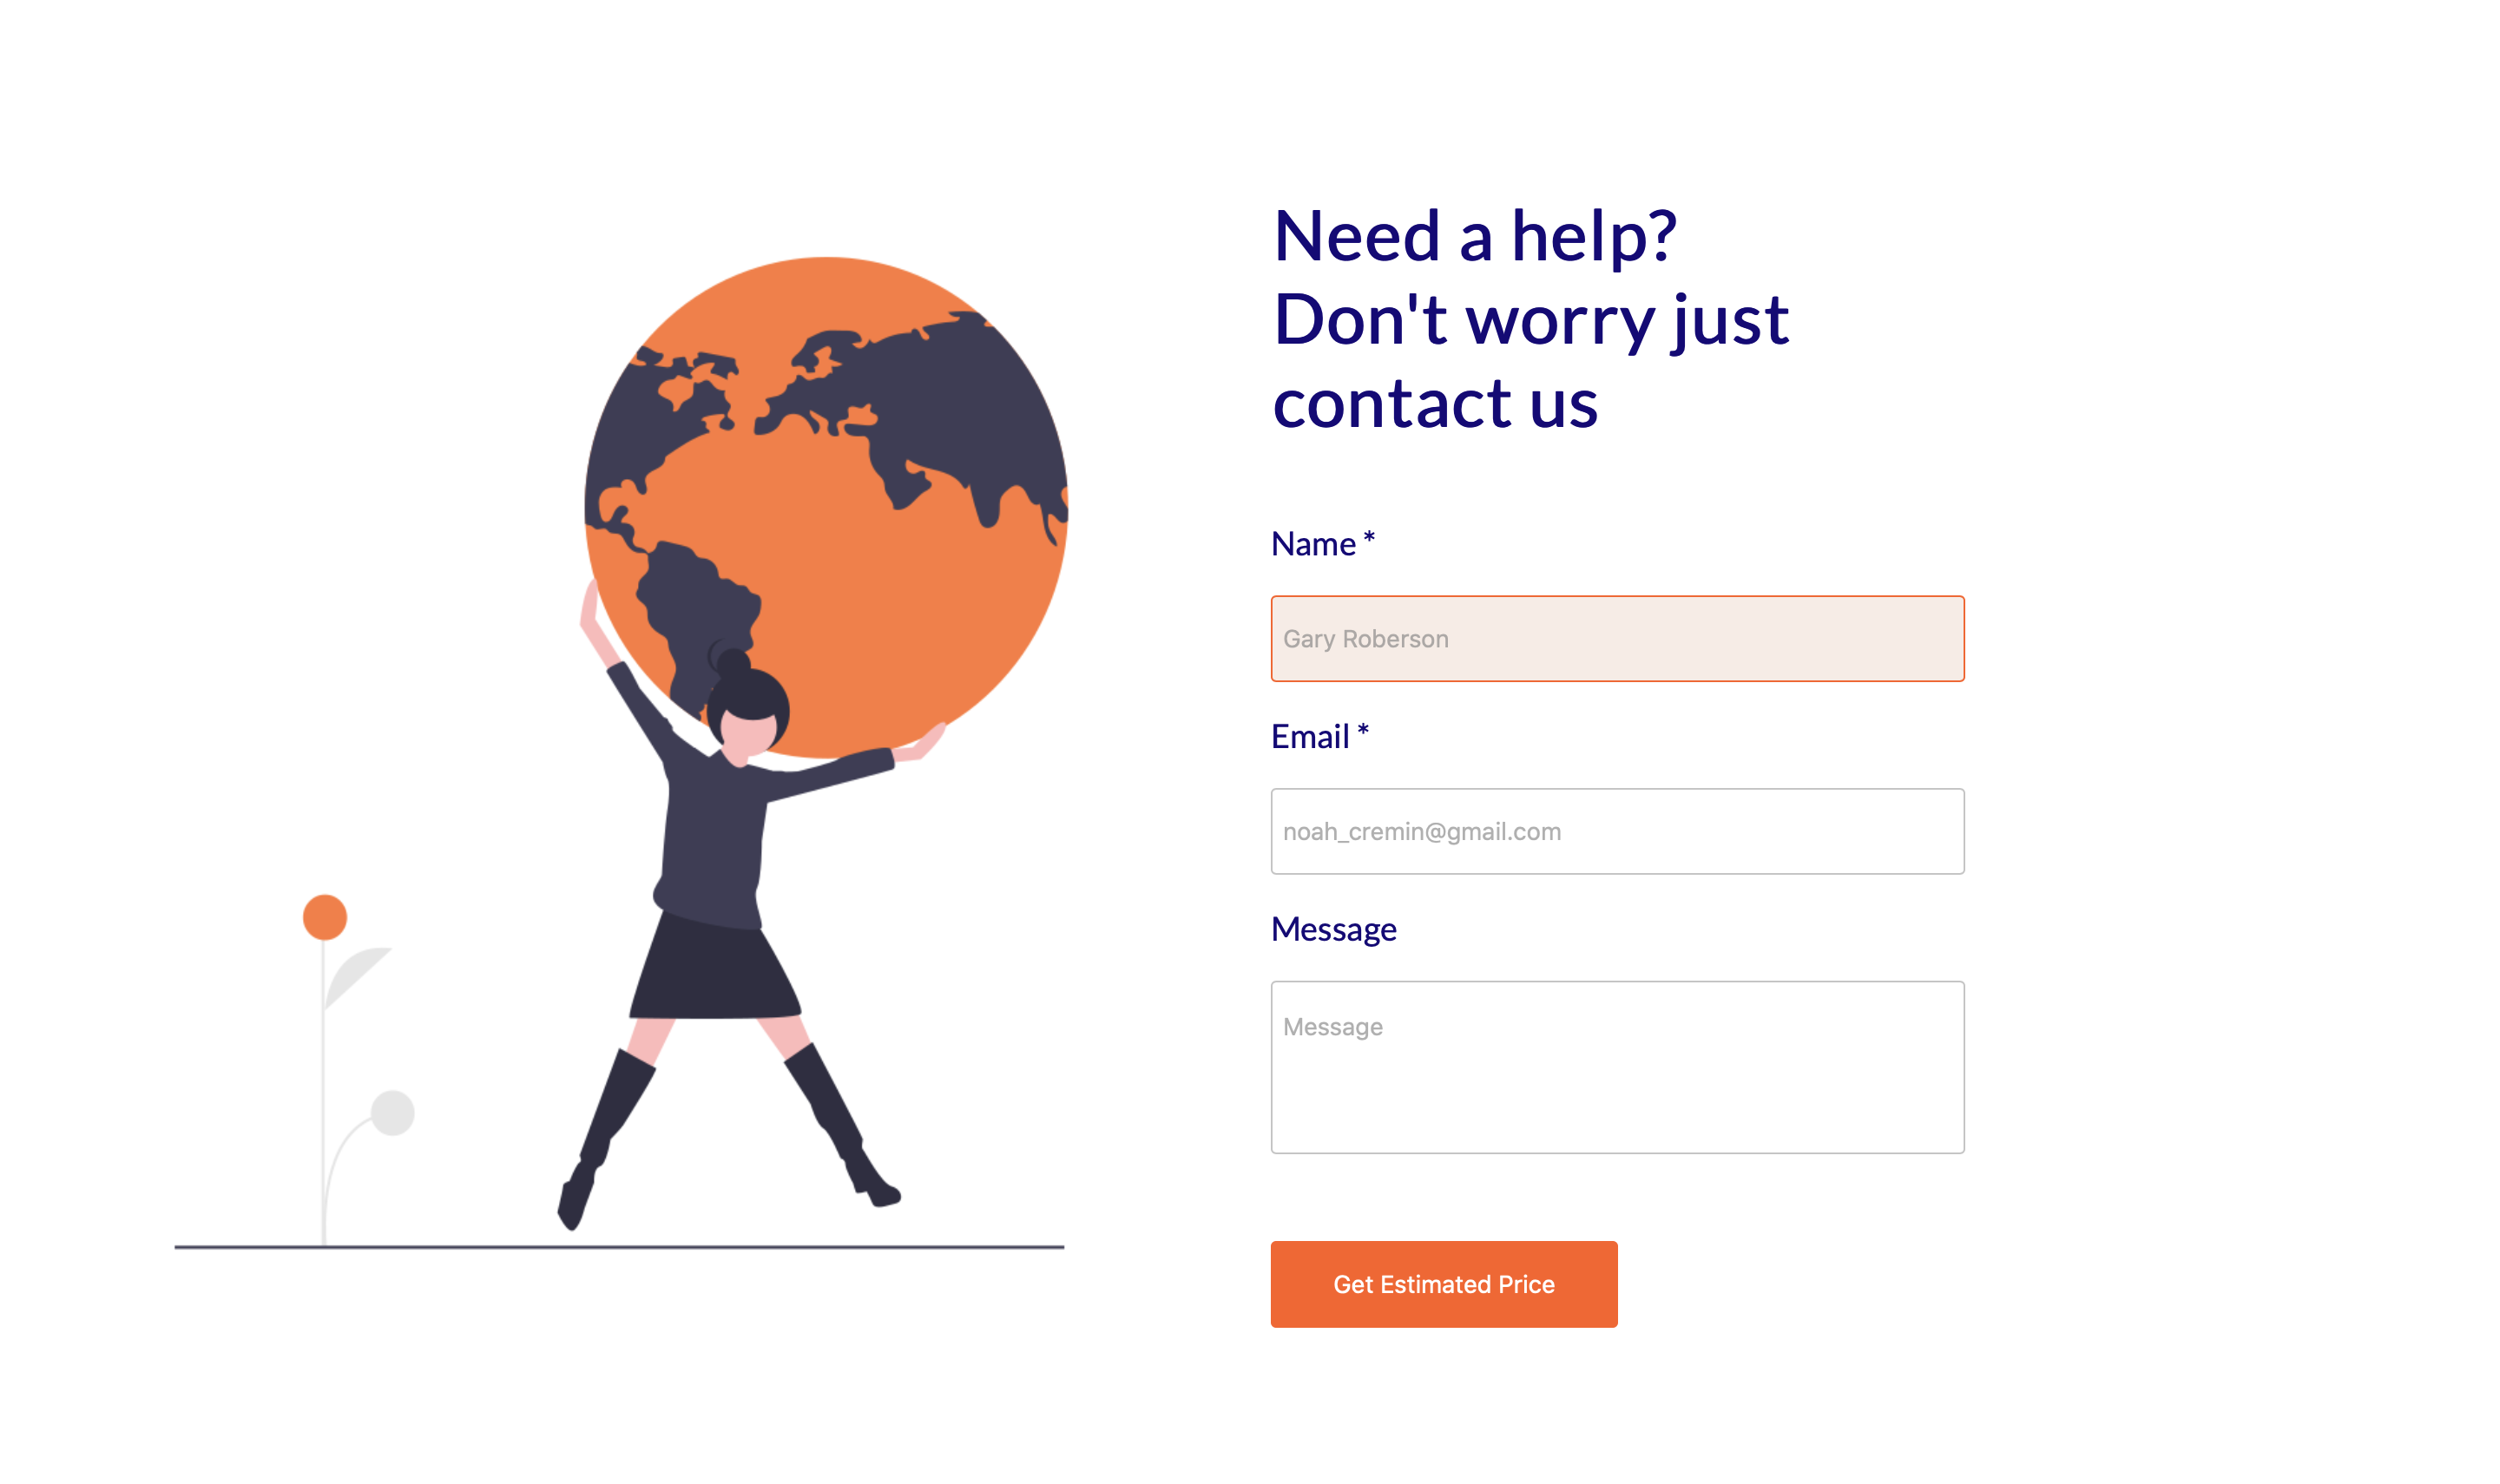 Need a help?
Don't worry just
contact us
Name *
Gary Roberson
Email *
noah_cremin@gmail.com
Message
Message
Get Estimated Price